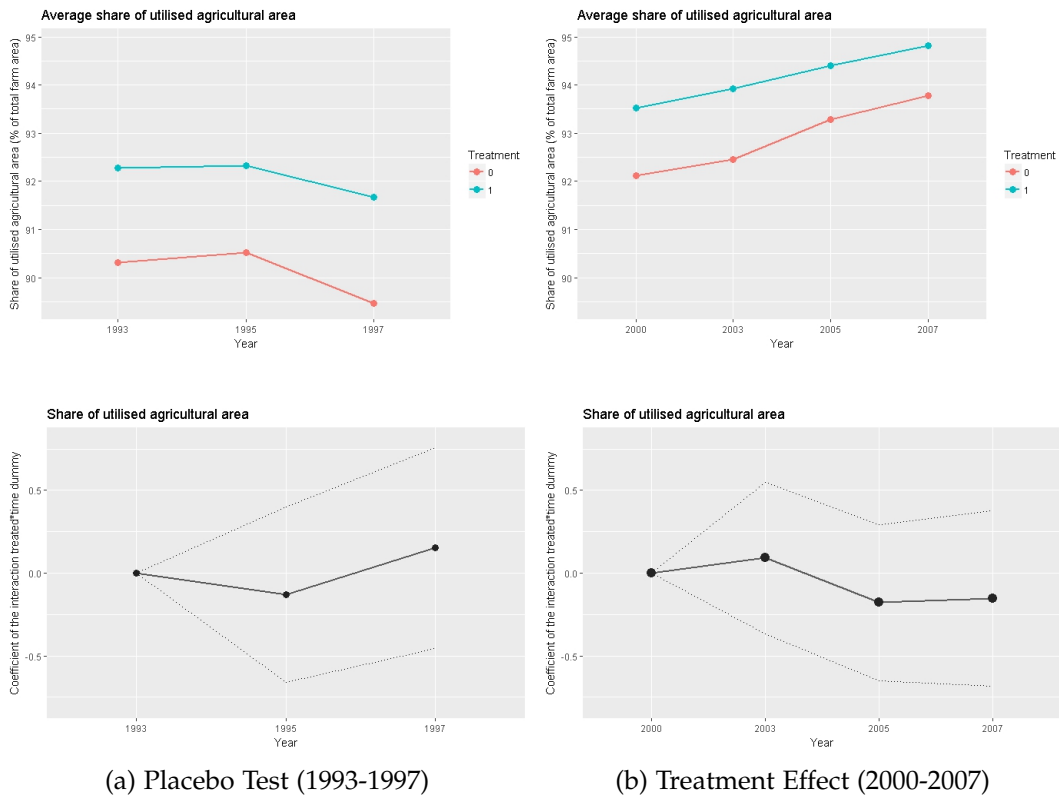 Average share of utilised agricultural area
Share of utilised agricultural area (% of total farm area)
95
94
93
92
91
90
1993
1995
1997
Year
Treatment
0
1
Average share of utilised agricultural area
Share of utilised agricultural area (% of total farm area)
95
94
93
92
91
90
2000
2003
2005
2007
Year
Treatment
0
1
Share of utilised agricultural area
Coefficient of the interaction treated*time dummy
0.5
0.0
-0.5
1993
1995
1997
Year
Share of utilised agricultural area
Coefficient of the interaction treated*time dummy
0.5
0.0
-0.5
2000
2003
2005
2007
Year
(a) Placebo Test (1993-1997)
(b) Treatment Effect (2000-2007)